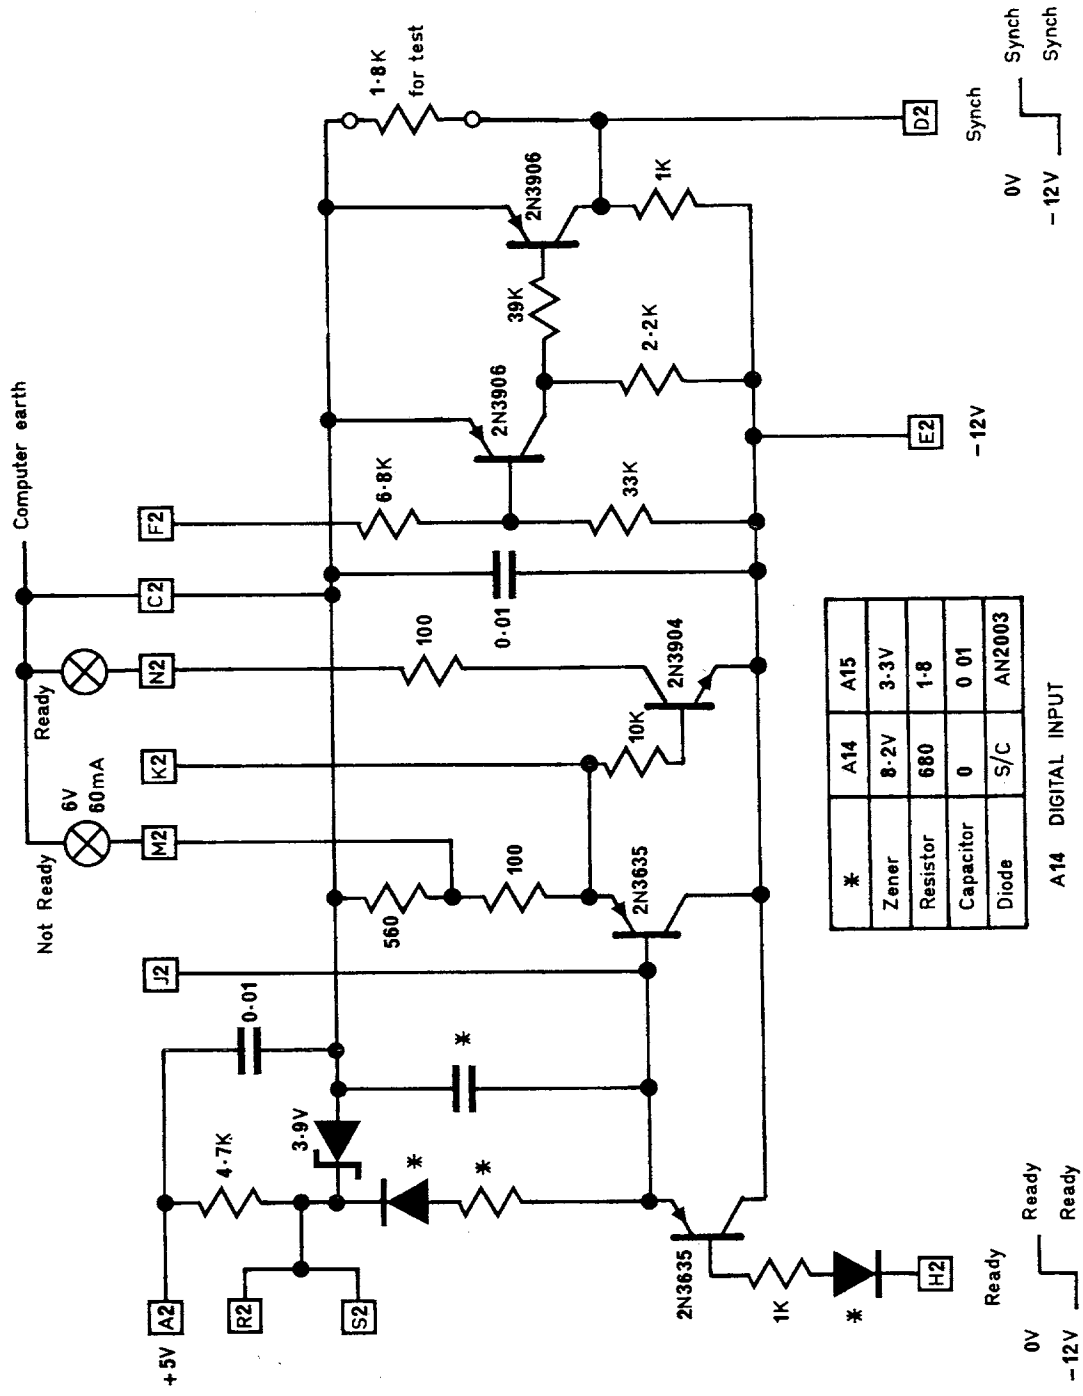 Computer earth
Not Ready
Ready
6V
60mA
+5V
A2
R2
S2
J2
M2
K2
N2
C2
F2
4·7K
0·01
3·9V
*
*
*
560
100
100
0·01
6·8K
33K
2N3906
39K
2·2K
2N3906
1K
1·8K
for test
2N3635
10K
2N3904
2N3635
1K
*
H2
E2
-12V
D2
Ready
0V Ready
-12V Ready
Synch
0V Synch
-12V Synch
* A14 A15
Zener 8·2V 3·3V
Resistor 680 1·8
Capacitor 0 0 01
Diode S/C AN2003
A14 DIGITAL INPUT